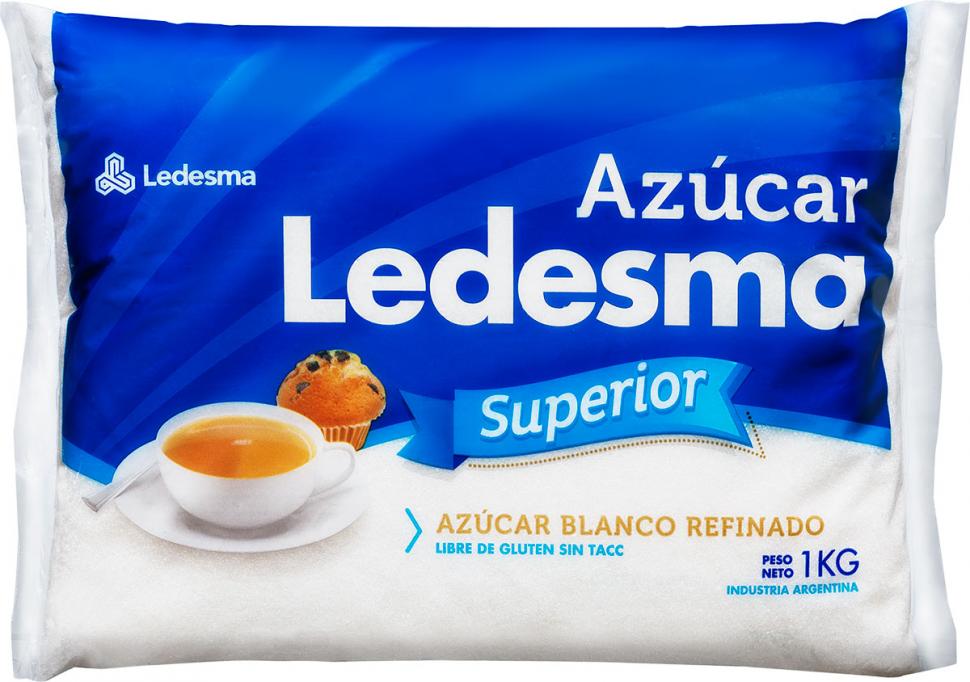 Ledesma
Azúcar
Ledesma
Superior
AZÚCAR BLANCO REFINADO
LIBRE DE GLUTEN SIN TACC
PESO NETO 1KG
INDUSTRIA ARGENTINA